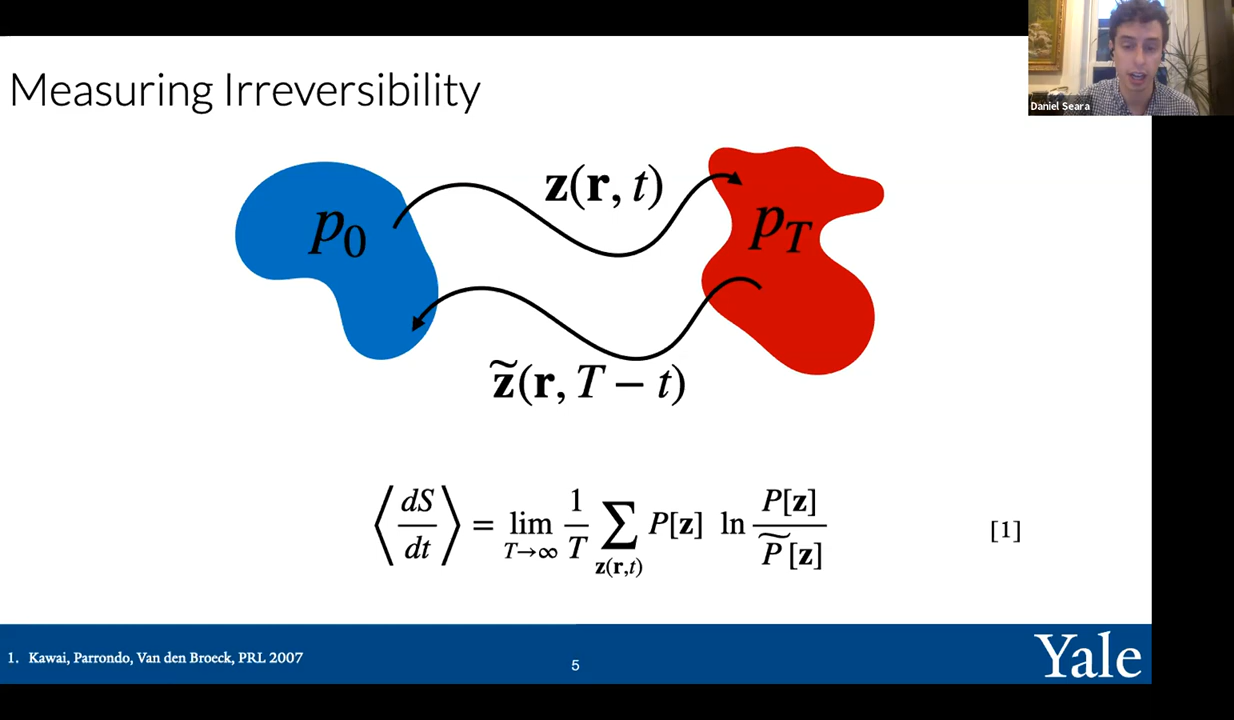 Measuring Irreversibility
Daniel Seara
z(r, t)
p₀
p_T
z̃(r, T − t)
⟨dS/dt⟩ = lim_{T→∞} 1/T ∑_{z(r,t)} P[z] ln P[z]/P̃[z] [1]
1. Kawai, Parrondo, Van den Broeck, PRL 2007
5
Yale